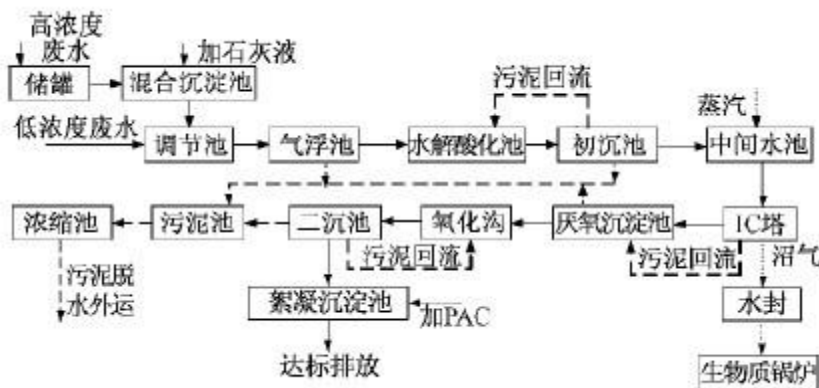 高浓度
废水
加石灰液
储罐
混合沉淀池
污泥回流
蒸汽
低浓度废水
调节池
气浮池
水解酸化池
初沉池
中间水池
浓缩池
污泥池
二沉池
氧化沟
厌氧沉淀池
IC塔
污泥回流
污泥回流
沼气
污泥脱
水外运
絮凝沉淀池
加PAC
水封
达标排放
生物质锅炉